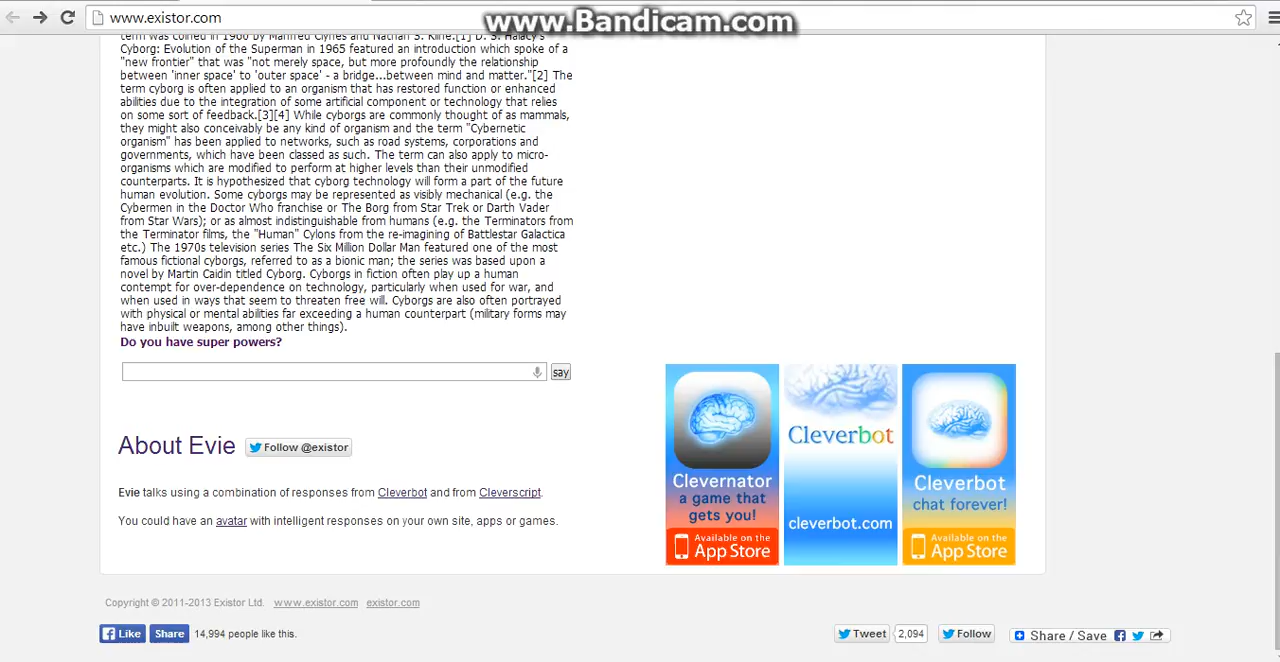 www.existor.com
www.Bandicam.com
term was coined in 1960 by Manfred Clynes and Nathan S. Kline.[1] D. S. Halacy's
Cyborg: Evolution of the Superman in 1965 featured an introduction which spoke of a
"new frontier" that was "not merely space, but more profoundly the relationship
between 'inner space' to 'outer space' - a bridge...between mind and matter."[2] The
term cyborg is often applied to an organism that has restored function or enhanced
abilities due to the integration of some artificial component or technology that relies
on some sort of feedback.[3][4] While cyborgs are commonly thought of as mammals,
they might also conceivably be any kind of organism and the term "Cybernetic
organism" has been applied to networks, such as road systems, corporations and
governments, which have been classed as such. The term can also apply to micro-
organisms which are modified to perform at higher levels than their unmodified
counterparts. It is hypothesized that cyborg technology will form a part of the future
human evolution. Some cyborgs may be represented as visibly mechanical (e.g. the
Cybermen in the Doctor Who franchise or The Borg from Star Trek or Darth Vader
from Star Wars); or as almost indistinguishable from humans (e.g. the Terminators from
the Terminator films, the "Human" Cylons from the re-imagining of Battlestar Galactica
etc.) The 1970s television series The Six Million Dollar Man featured one of the most
famous fictional cyborgs, referred to as a bionic man; the series was based upon a
novel by Martin Caidin titled Cyborg. Cyborgs in fiction often play up a human
contempt for over-dependence on technology, particularly when used for war, and
when used in ways that seem to threaten free will. Cyborgs are also often portrayed
with physical or mental abilities far exceeding a human counterpart (military forms may
have inbuilt weapons, among other things).
Do you have super powers?
say
About Evie
Follow @existor
Evie talks using a combination of responses from Cleverbot and from Cleverscript.
You could have an avatar with intelligent responses on your own site, apps or games.
Clevernator
a game that
gets you!
Available on the
App Store
Cleverbot
cleverbot.com
Cleverbot
chat forever!
Available on the
App Store
Copyright © 2011-2013 Existor Ltd. www.existor.com existor.com
Like Share 14,994 people like this.
Tweet 2,094 Follow Share / Save